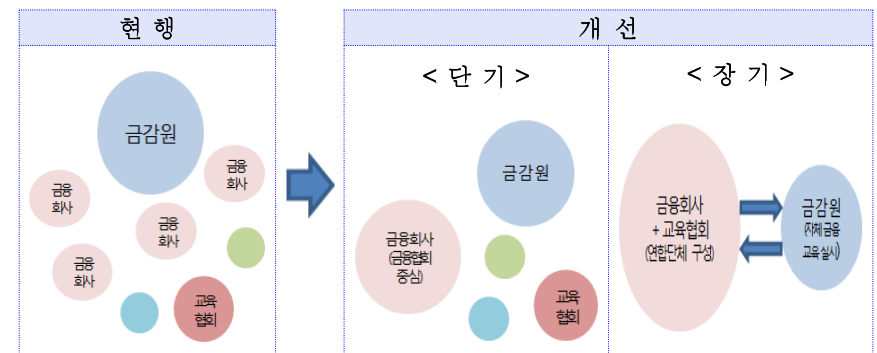 현 행
개 선
금감원
금융
회사
금융
회사
금융
회사
금융
회사
교육
협회
< 단 기 >
금감원
금융회사
(금융협회
중심)
교육
협회
< 장 기 >
금융회사
+ 교육협회
(연합단체 구성)
금감원
(자체금융
교육실시)